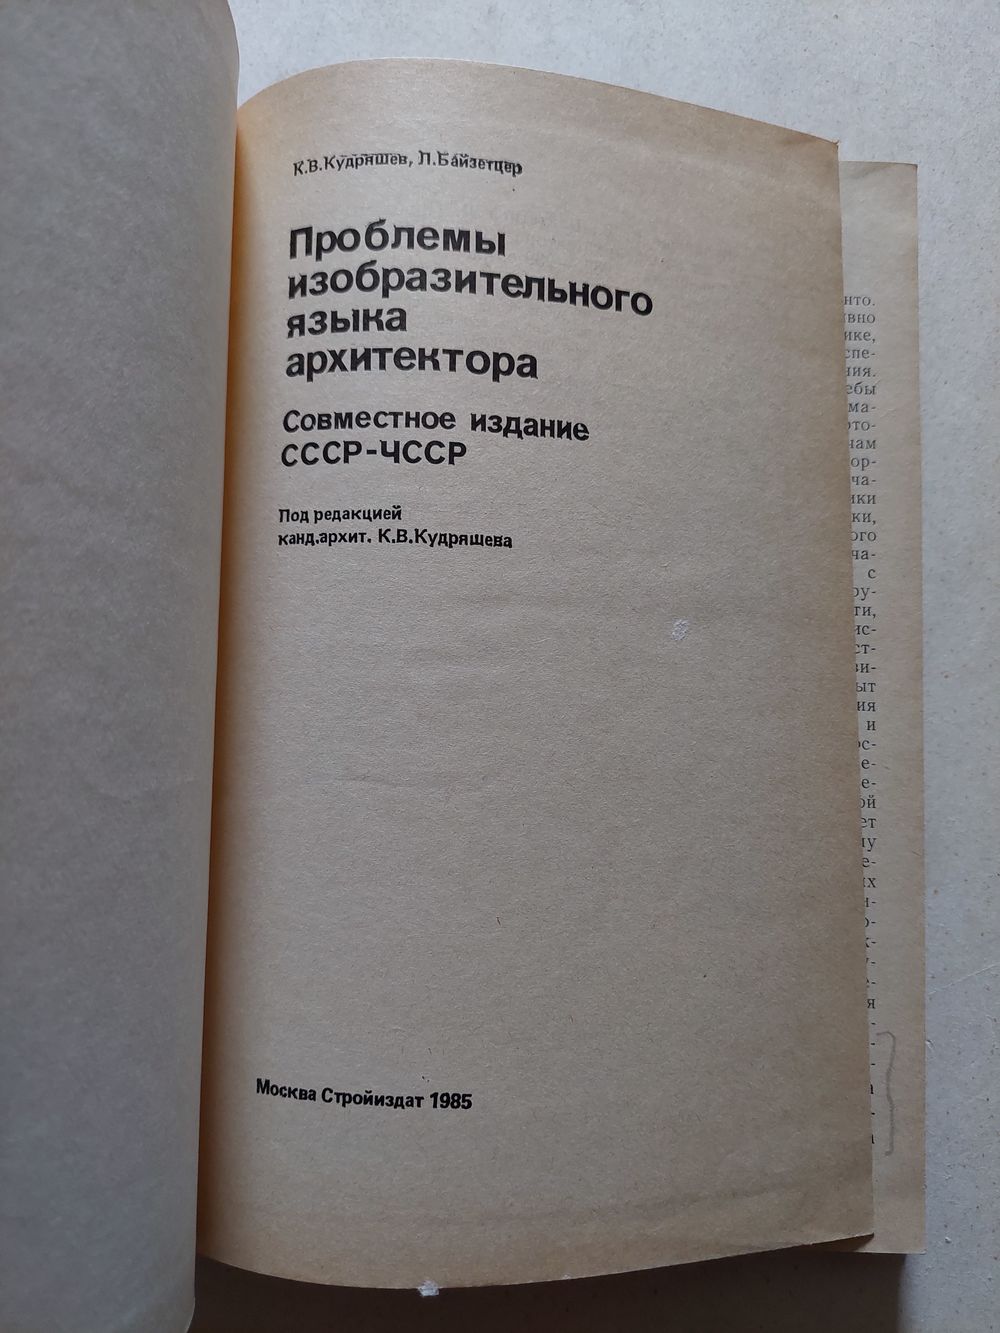 К.В.Кудряшев, Л.Байзетцер
Проблемы
изобразительного
языка
архитектора
Совместное издание
СССР-ЧССР
Под редакцией
канд.архит. К.В.Кудряшева
Москва Стройиздат 1985